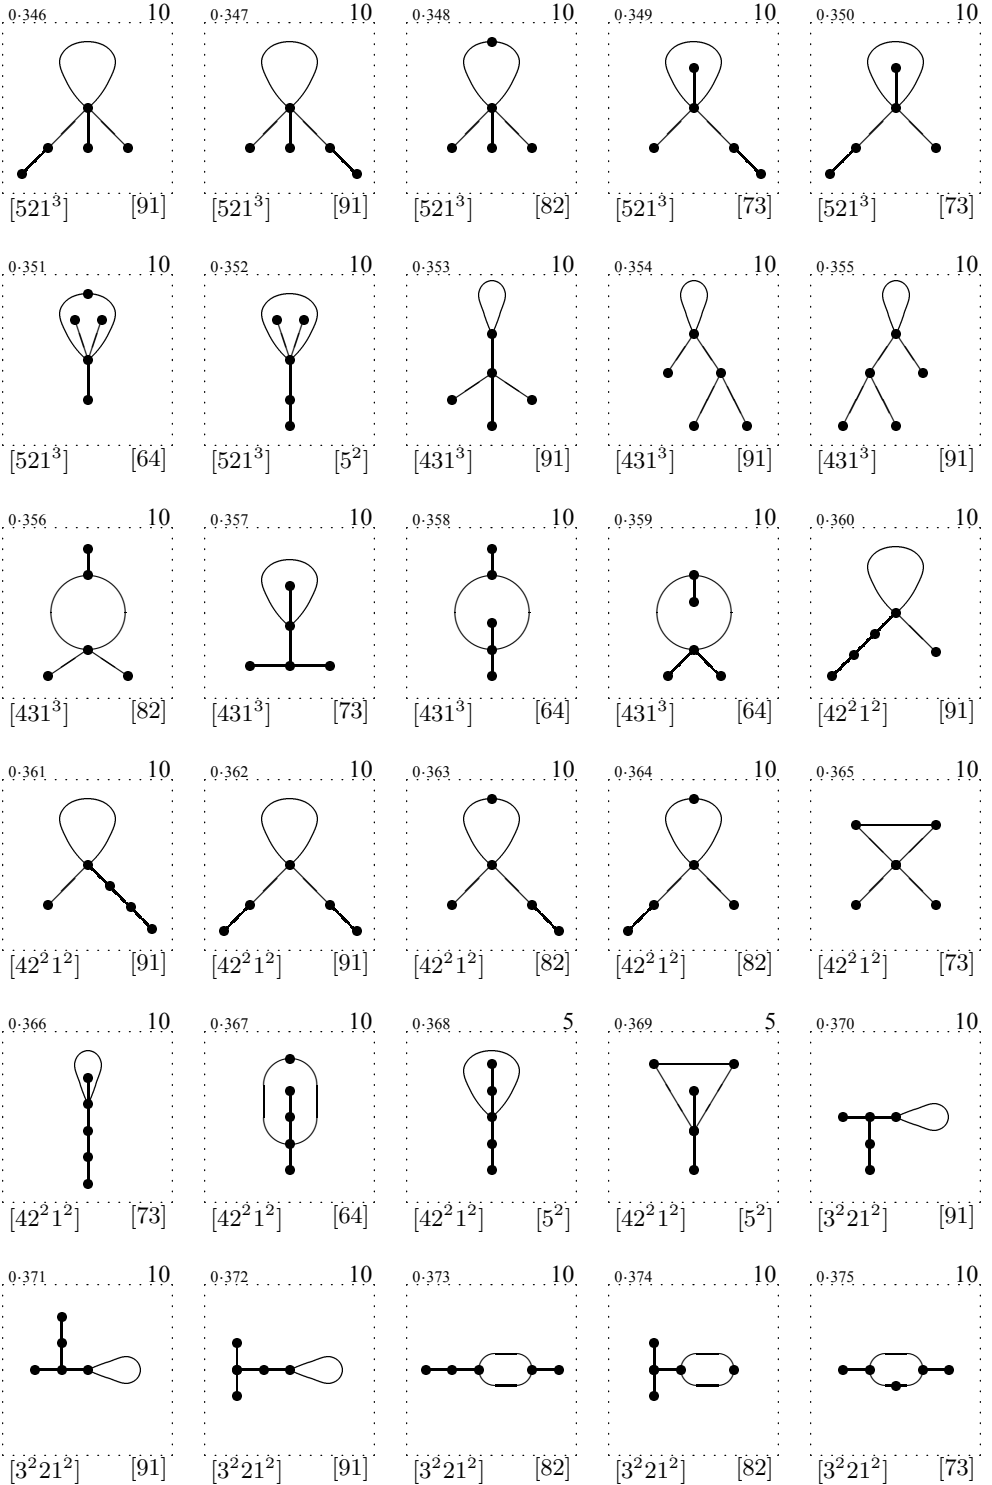 0·346 10 0·347 10 0·348 10 0·349 10 0·350 10
[521³] [91] [521³] [91] [521³] [82] [521³] [73] [521³] [73]
0·351 10 0·352 10 0·353 10 0·354 10 0·355 10
[521³] [64] [521³] [5²] [431³] [91] [431³] [91] [431³] [91]
0·356 10 0·357 10 0·358 10 0·359 10 0·360 10
[431³] [82] [431³] [73] [431³] [64] [431³] [64] [42²1²] [91]
0·361 10 0·362 10 0·363 10 0·364 10 0·365 10
[42²1²] [91] [42²1²] [91] [42²1²] [82] [42²1²] [82] [42²1²] [73]
0·366 10 0·367 10 0·368 5 0·369 5 0·370 10
[42²1²] [73] [42²1²] [64] [42²1²] [5²] [42²1²] [5²] [3²21²] [91]
0·371 10 0·372 10 0·373 10 0·374 10 0·375 10
[3²21²] [91] [3²21²] [91] [3²21²] [82] [3²21²] [82] [3²21²] [73]